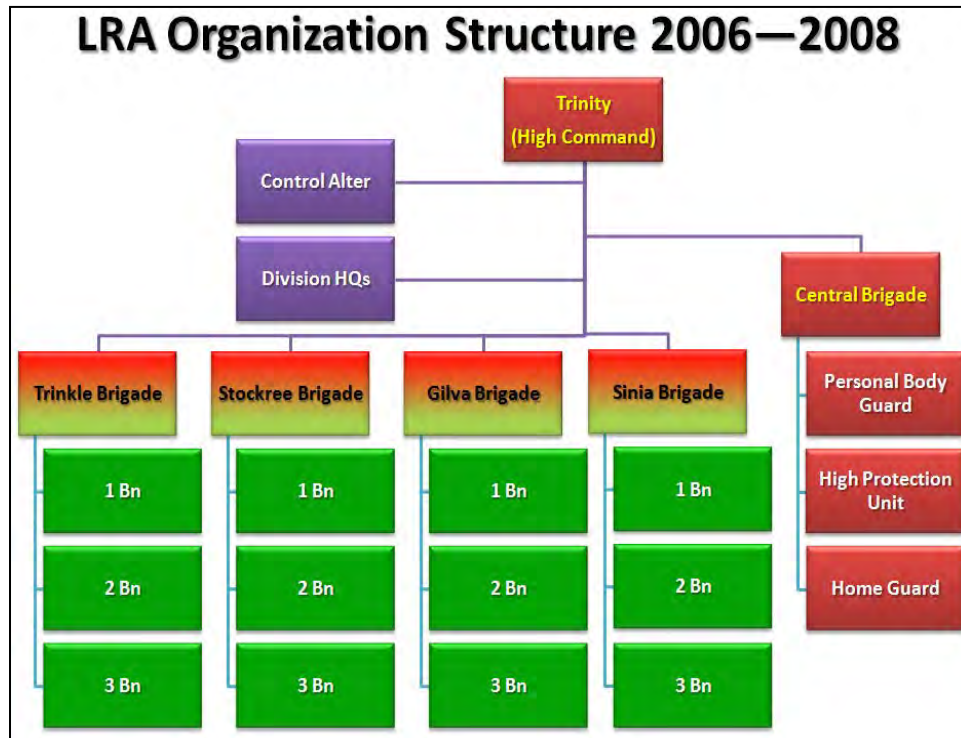 LRA Organization Structure 2006—2008
Trinity
(High Command)
Control Alter
Division HQs
Central Brigade
Trinkle Brigade
Stockree Brigade
Gilva Brigade
Sinia Brigade
Personal Body
Guard
1 Bn
1 Bn
1 Bn
1 Bn
High Protection
Unit
2 Bn
2 Bn
2 Bn
2 Bn
Home Guard
3 Bn
3 Bn
3 Bn
3 Bn